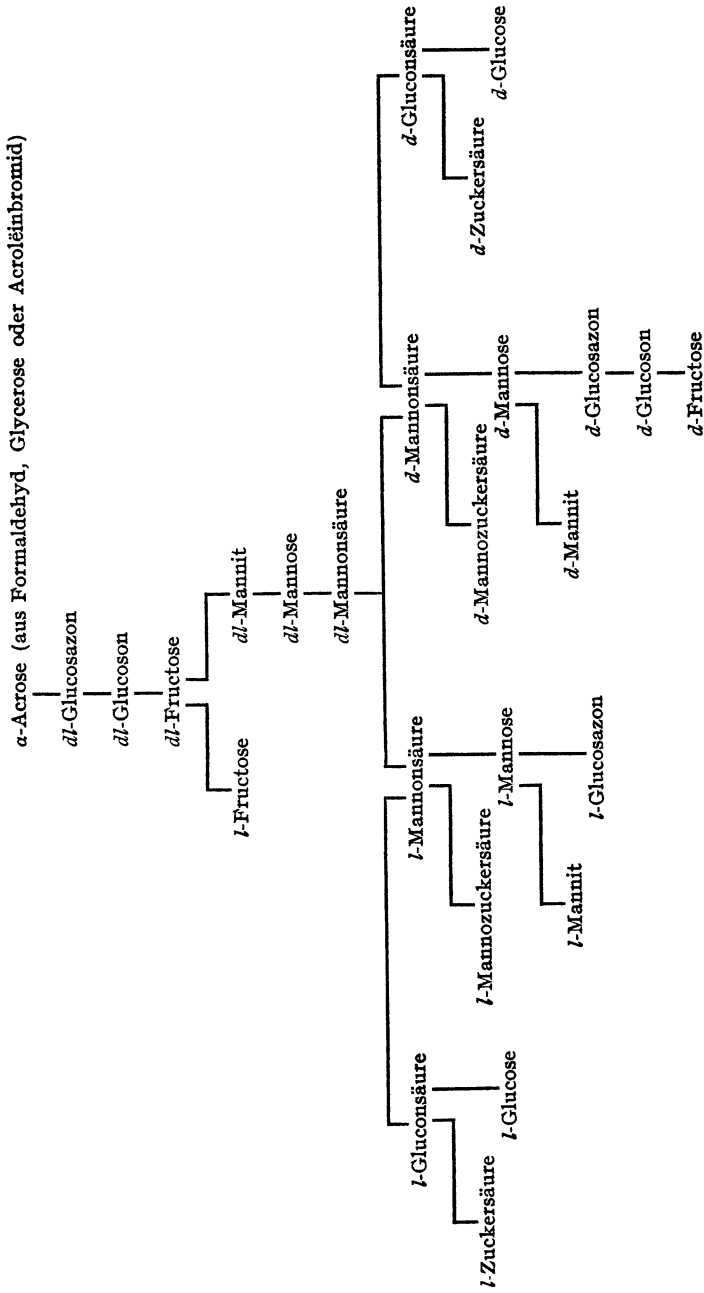 α-Acrose (aus Formaldehyd, Glycerose oder Acroleïnbromid)
dl-Glucosazon
dl-Glucoson
dl-Fructose
l-Fructose
dl-Mannit
dl-Mannose
dl-Mannonsäure
l-Gluconsäure
l-Mannonsäure
d-Mannonsäure
d-Gluconsäure
l-Zuckersäure
l-Mannozuckersäure
d-Mannozuckersäure
d-Zuckersäure
l-Glucose
l-Mannose
d-Mannose
d-Glucose
l-Mannit
l-Glucosazon
d-Mannit
d-Glucosazon
d-Glucoson
d-Fructose